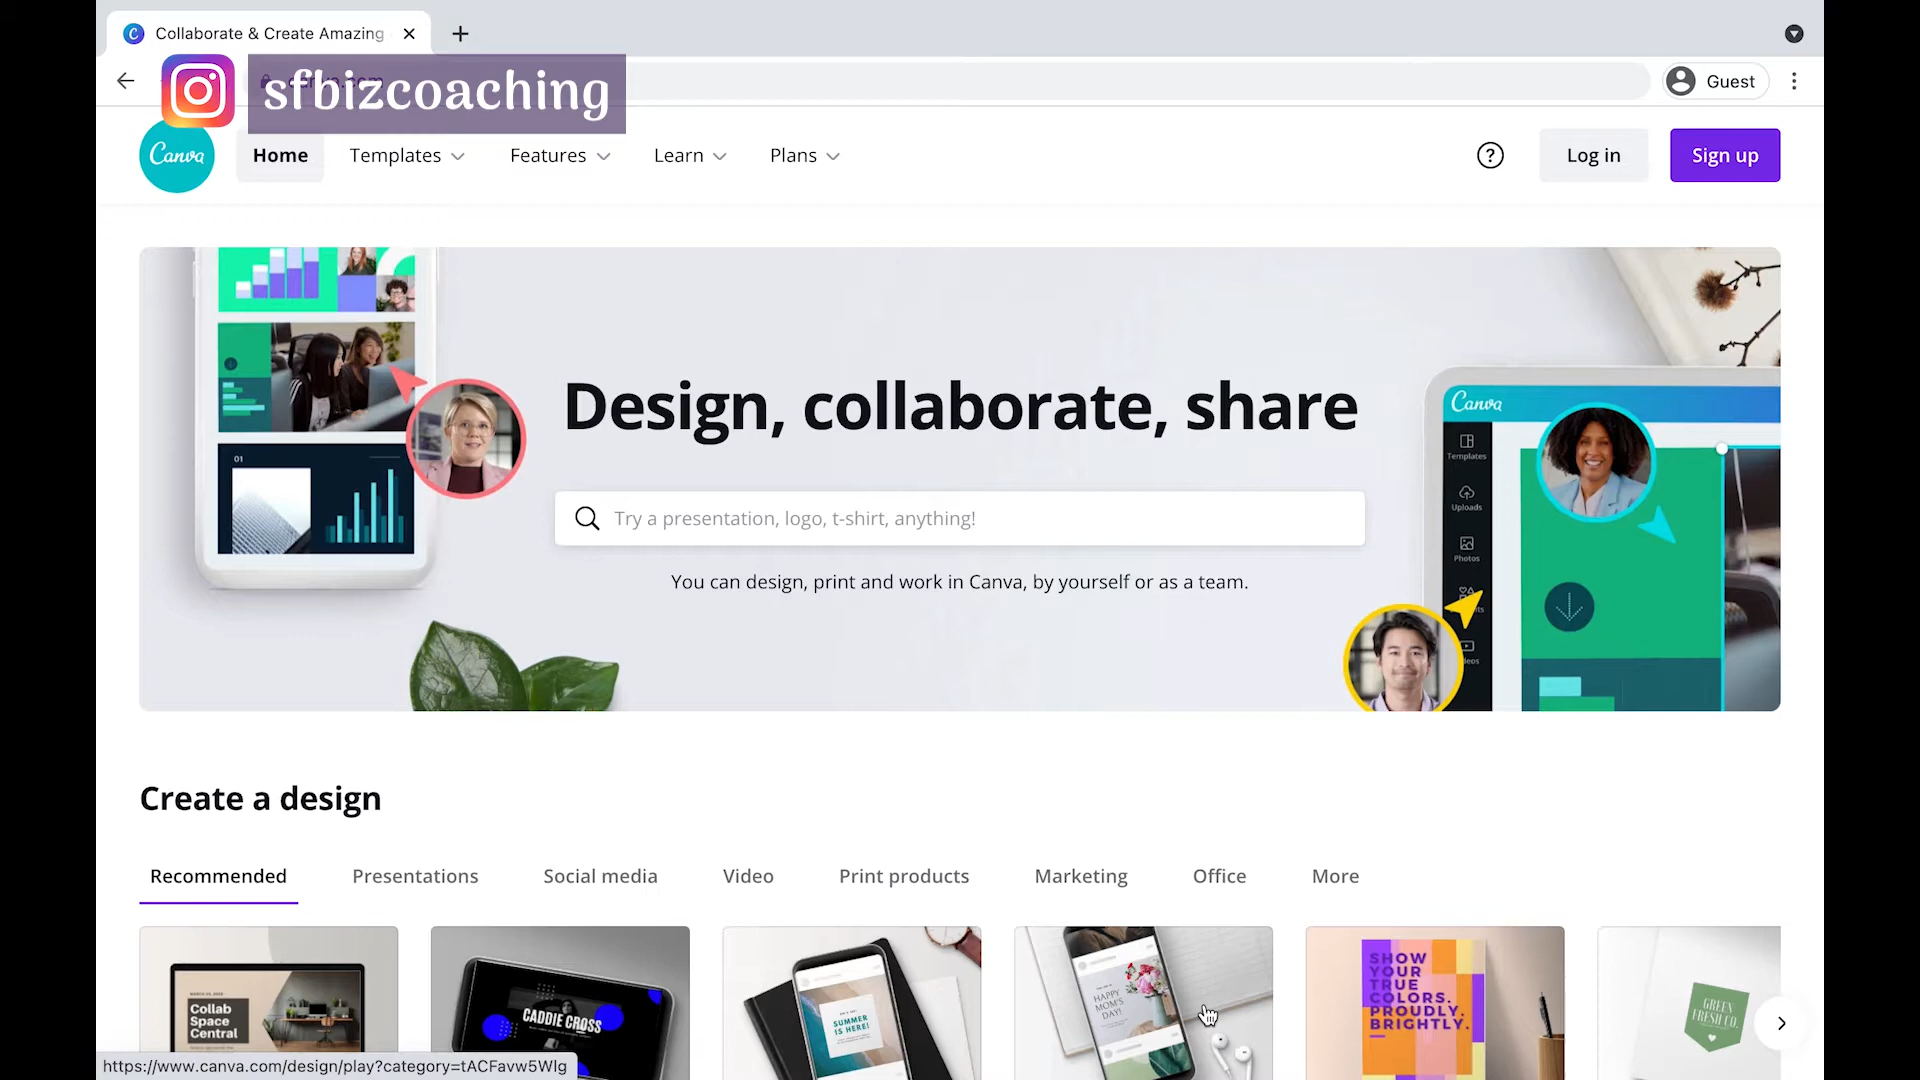 Collaborate & Create Amazing
sfbizcoaching
Guest
Canva
Home
Templates
Features
Learn
Plans
?
Log in
Sign up
01
Design, collaborate, share
Try a presentation, logo, t-shirt, anything!
You can design, print and work in Canva, by yourself or as a team.
Canva
Templates
Uploads
Photos
Create a design
Recommended
Presentations
Social media
Video
Print products
Marketing
Office
More
Collab
Space
Central
CADDIE CROSS
SUMMER
IS HERE!
HAPPY
MOM'S
DAY!
SHOW
YOUR
TRUE
COLORS.
PROUDLY.
BRIGHTLY.
GREEN
FRESH CO.
https://www.canva.com/design/play?category=tACFavw5WIg